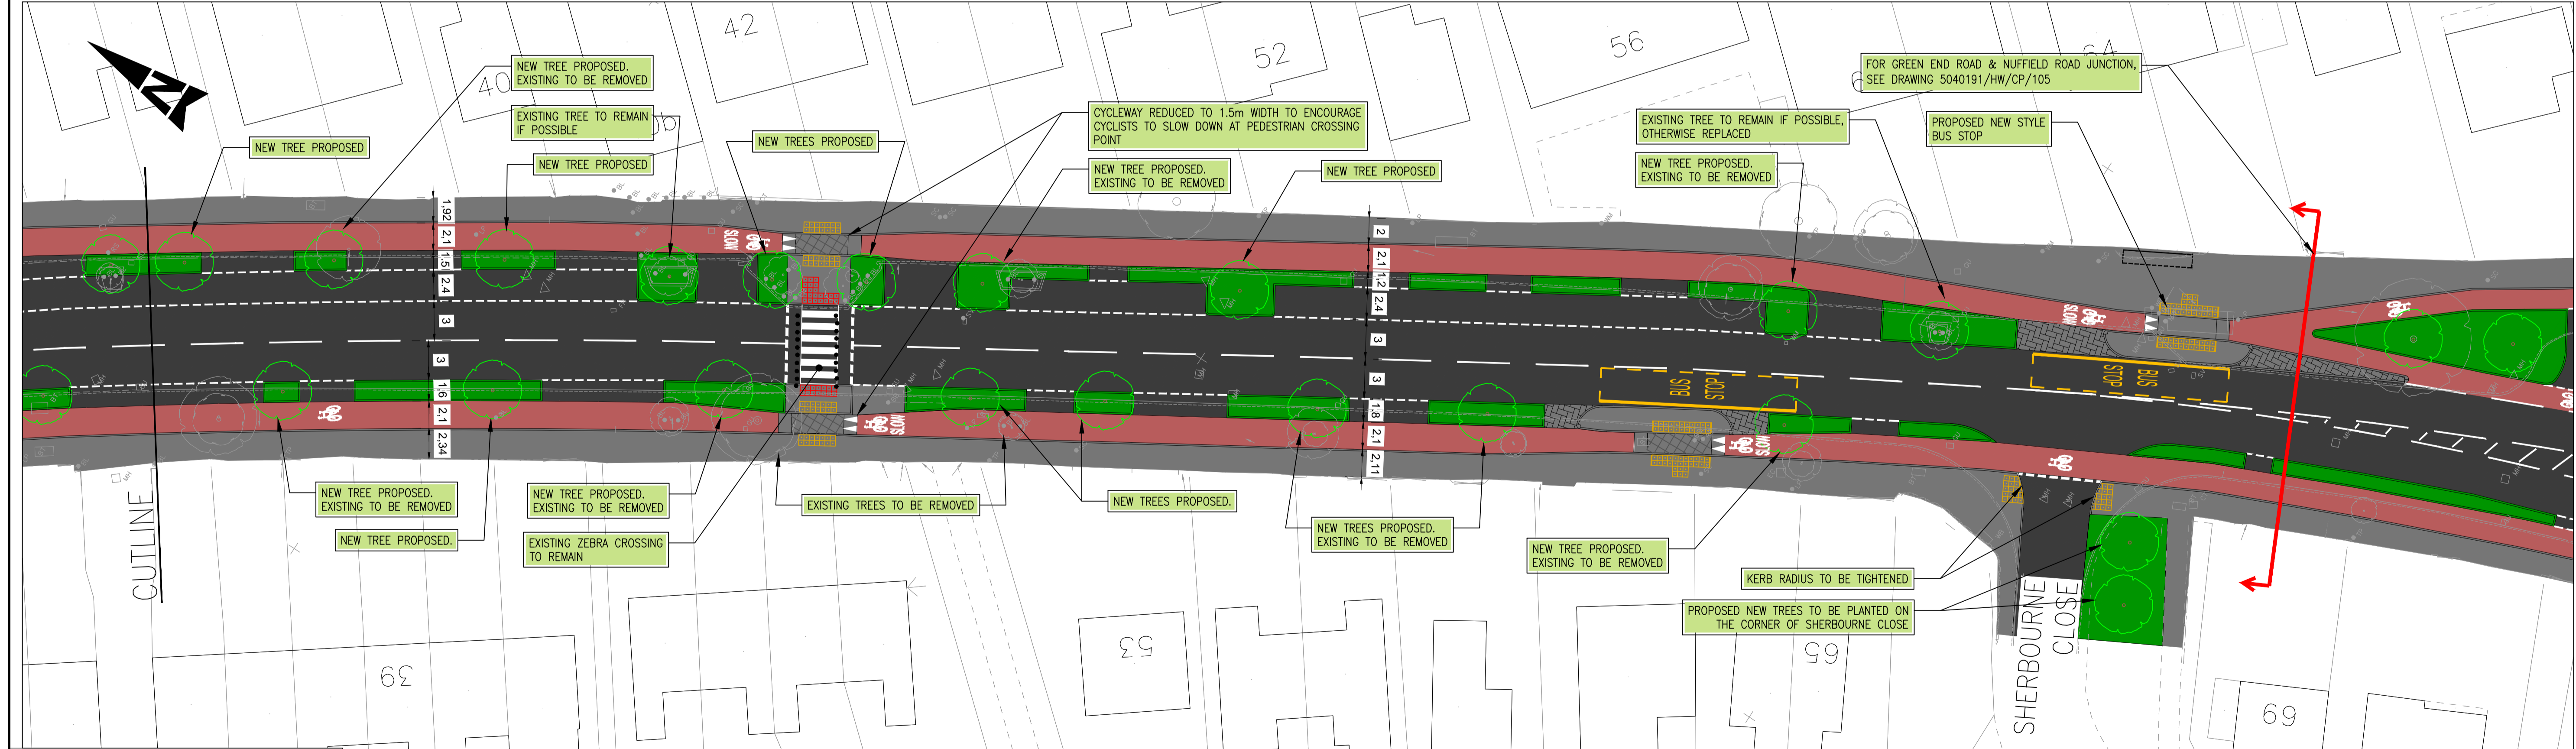 42
52
56
64
40
N
NEW TREE PROPOSED.
EXISTING TO BE REMOVED
EXISTING TREE TO REMAIN
IF POSSIBLE
NEW TREE PROPOSED
NEW TREE PROPOSED
NEW TREES PROPOSED
CYCLEWAY REDUCED TO 1.5m WIDTH TO ENCOURAGE
CYCLISTS TO SLOW DOWN AT PEDESTRIAN CROSSING
POINT
NEW TREE PROPOSED.
EXISTING TO BE REMOVED
NEW TREE PROPOSED
EXISTING TREE TO REMAIN IF POSSIBLE,
OTHERWISE REPLACED
NEW TREE PROPOSED.
EXISTING TO BE REMOVED
PROPOSED NEW STYLE
BUS STOP
FOR GREEN END ROAD & NUFFIELD ROAD JUNCTION,
SEE DRAWING 5040191/HW/CP/105
1,92
2,1
1,5
2,4
3
3
1,6
2,1
2,34
2
2,1
1,2
2,4
3
3
1,8
2,1
2,11
SLOW
SLOW
SLOW
SLOW
BUS
STOP
BUS
STOP
CUTLINE
NEW TREE PROPOSED.
EXISTING TO BE REMOVED
NEW TREE PROPOSED.
NEW TREE PROPOSED.
EXISTING TO BE REMOVED
EXISTING ZEBRA CROSSING
TO REMAIN
EXISTING TREES TO BE REMOVED
NEW TREES PROPOSED.
NEW TREES PROPOSED.
EXISTING TO BE REMOVED
NEW TREE PROPOSED.
EXISTING TO BE REMOVED
KERB RADIUS TO BE TIGHTENED
PROPOSED NEW TREES TO BE PLANTED ON
THE CORNER OF SHERBOURNE CLOSE
SHERBOURNE
CLOSE
39
53
65
69